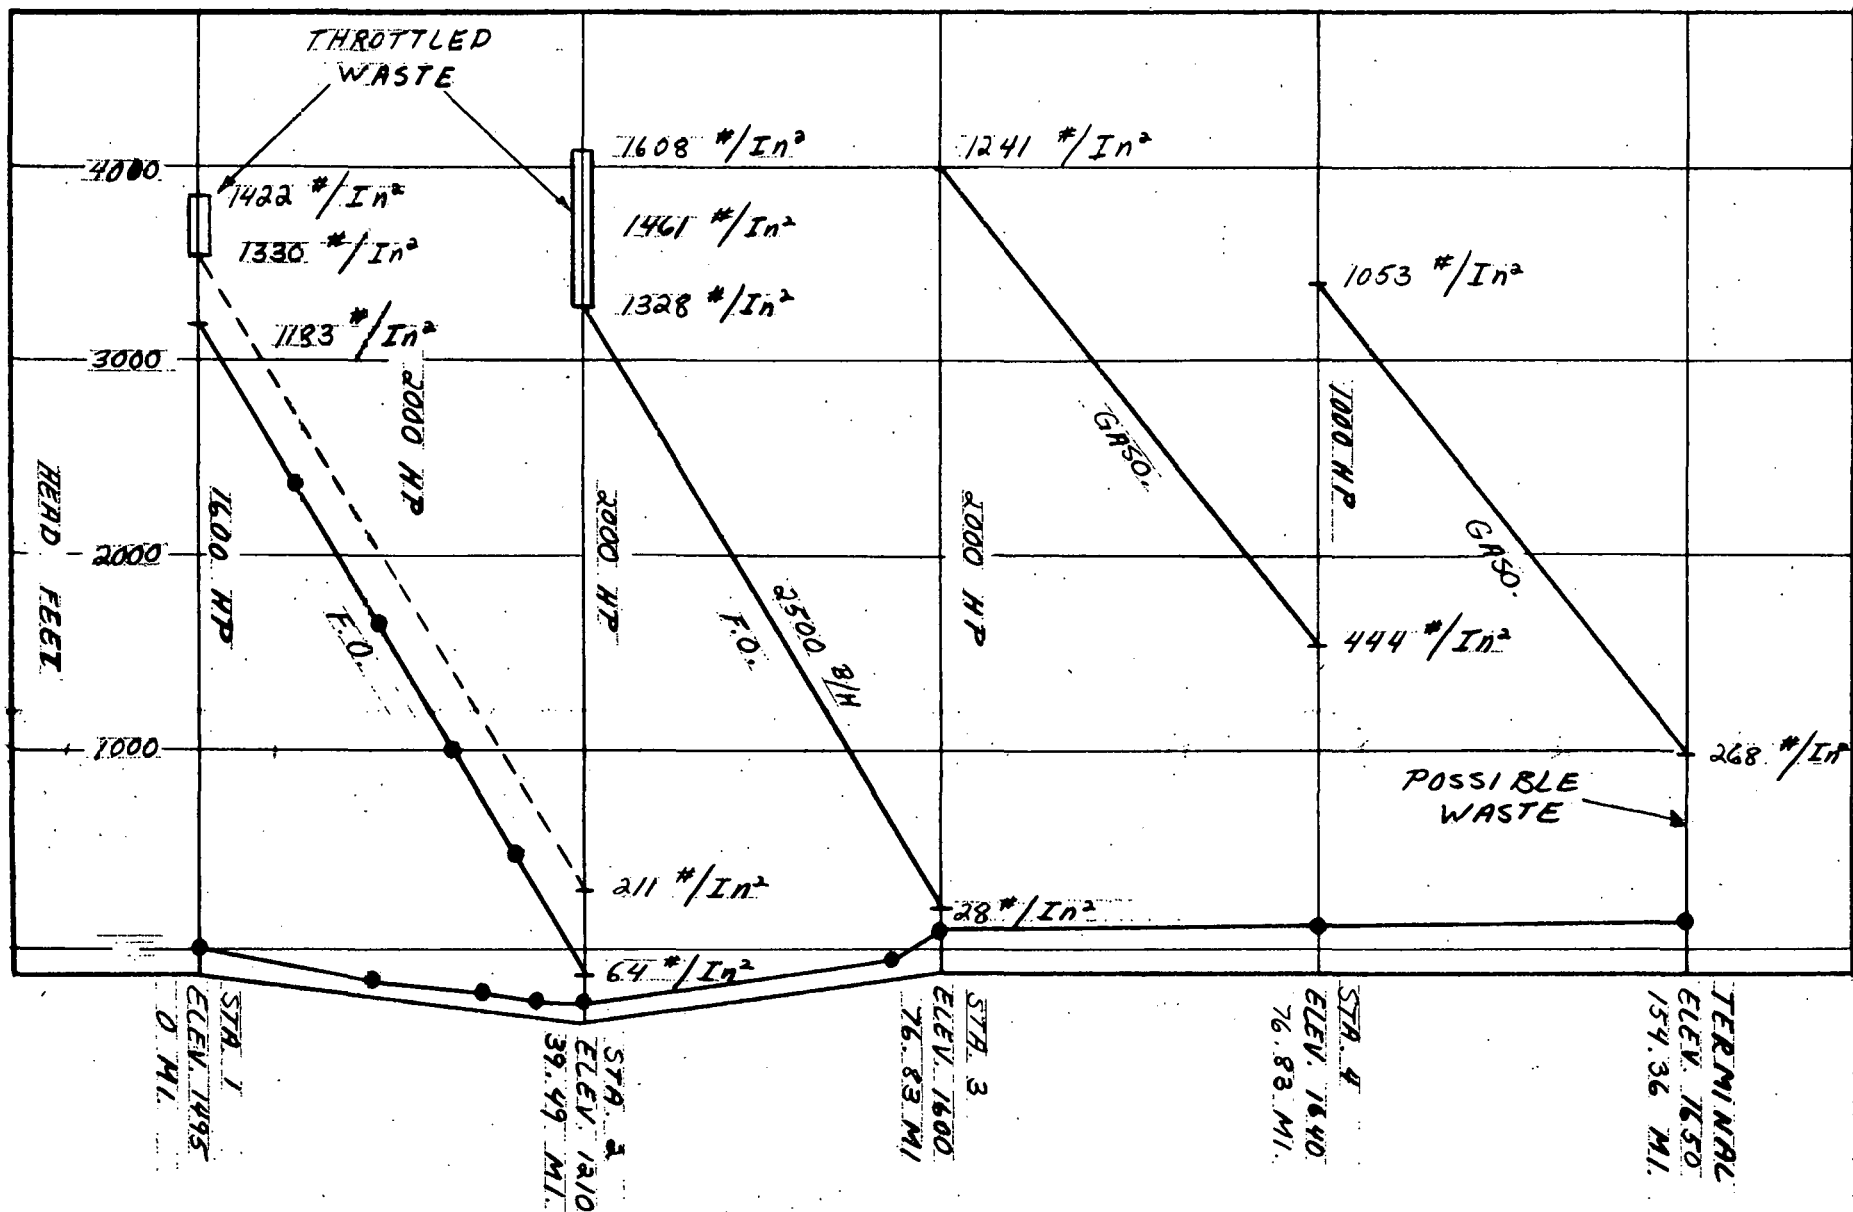 THROTTLED
WASTE
4000
3000
2000
1000
HEAD FEET
1422 #/In²
1330 #/In²
1183 #/In²
1600 HP
2000 HP
F.O.
211 #/In²
64 #/In²
1608 #/In²
1461 #/In²
1328 #/In²
2000 HP
2500 B/H
F.O.
28 #/In²
1241 #/In²
2000 HP
GASO.
1053 #/In²
1000 HP
444 #/In²
GASO.
268 #/In²
POSSIBLE
WASTE
STA. 1
ELEV. 1495
0 MI.
STA. 2
ELEV. 1210
39.49 MI.
STA. 3
ELEV. 1600
76.83 MI
STA. 4
ELEV. 1640
76.83 MI.
TERMINAL
ELEV. 1650
154.36 MI.